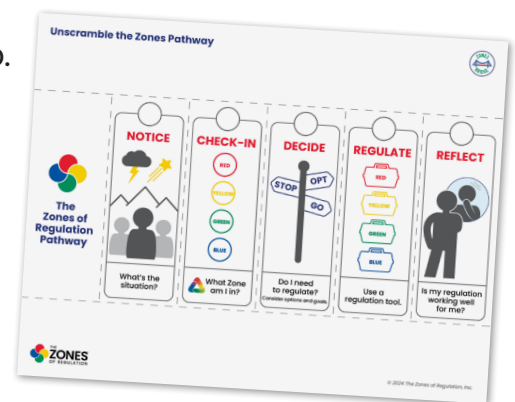 Unscramble the Zones Pathway
ZONES
BRIDGE
The
Zones of
Regulation
Pathway
NOTICE
What's the
situation?
CHECK-IN
RED
YELLOW
GREEN
BLUE
What Zone
am I in?
DECIDE
STOP
OPT
GO
Do I need
to regulate?
Consider options and goals.
REGULATE
RED
YELLOW
GREEN
BLUE
Use a
regulation tool.
REFLECT
Is my regulation
working well
for me?
THE
ZONES
OF REGULATION
© 2024 The Zones of Regulation, Inc.